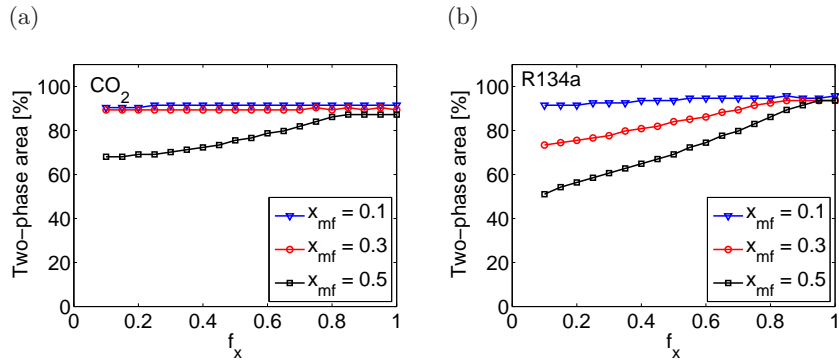 (a)
CO2
Two-phase area [%]
100
80
60
40
20
0
0
0.2
0.4
0.6
0.8
1
f_x
x_mf = 0.1
x_mf = 0.3
x_mf = 0.5
(b)
R134a
Two-phase area [%]
100
80
60
40
20
0
0
0.2
0.4
0.6
0.8
1
f_x
x_mf = 0.1
x_mf = 0.3
x_mf = 0.5